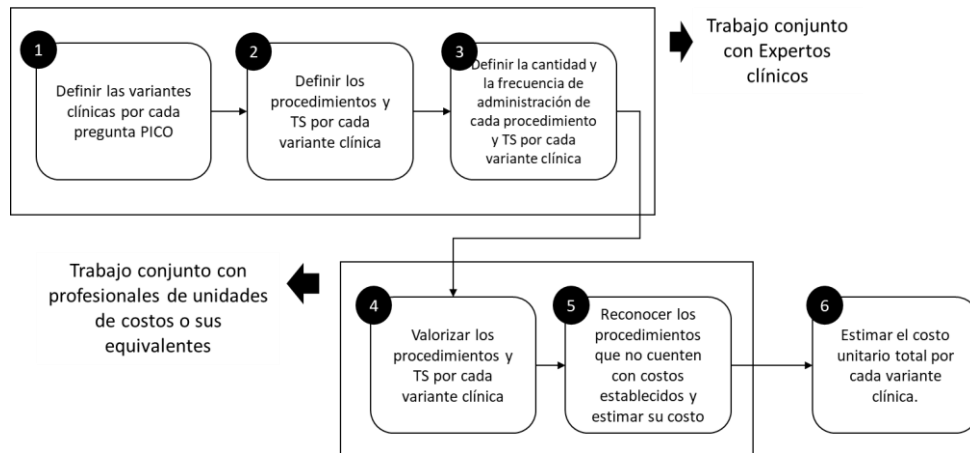 1
Definir las variantes
clínicas por cada
pregunta PICO
2
Definir los
procedimientos y
TS por cada
variante clínica
3
Definir la cantidad y
la frecuencia de
administración de
cada procedimiento
y TS por cada
variante clínica
Trabajo conjunto
con Expertos
clínicos
Trabajo conjunto con
profesionales de unidades
de costos o sus
equivalentes
4
Valorizar los
procedimientos y
TS por cada
variante clínica
5
Reconocer los
procedimientos
que no cuenten
con costos
establecidos y
estimar su costo
6
Estimar el costo
unitario total por
cada variante
clínica.